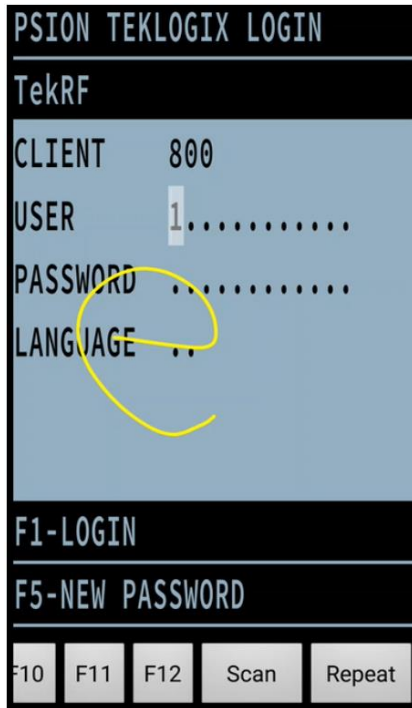 PSION TEKLOGIX LOGIN
TekRF
CLIENT 800
USER 1...........
PASSWORD ............
LANGUAGE ..
e
F1-LOGIN
F5-NEW PASSWORD
F10 F11 F12 Scan Repeat